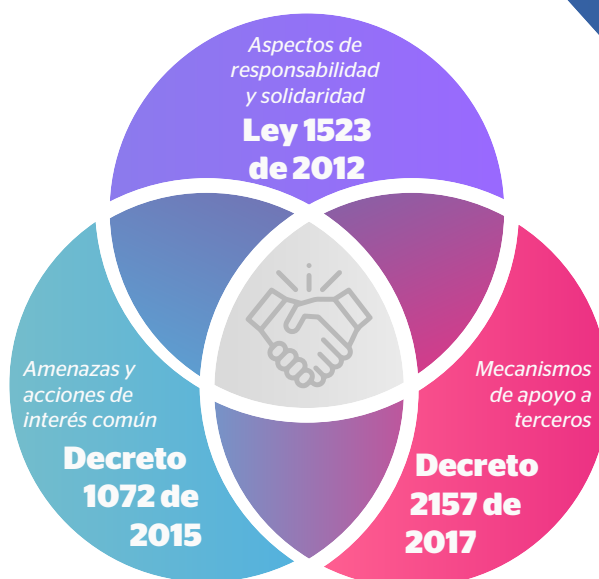 Aspectos de
responsabilidad
y solidaridad
Ley 1523
de 2012
Amenazas y
acciones de
interés común
Decreto
1072 de
2015
Mecanismos
de apoyo a
terceros
Decreto
2157 de
2017